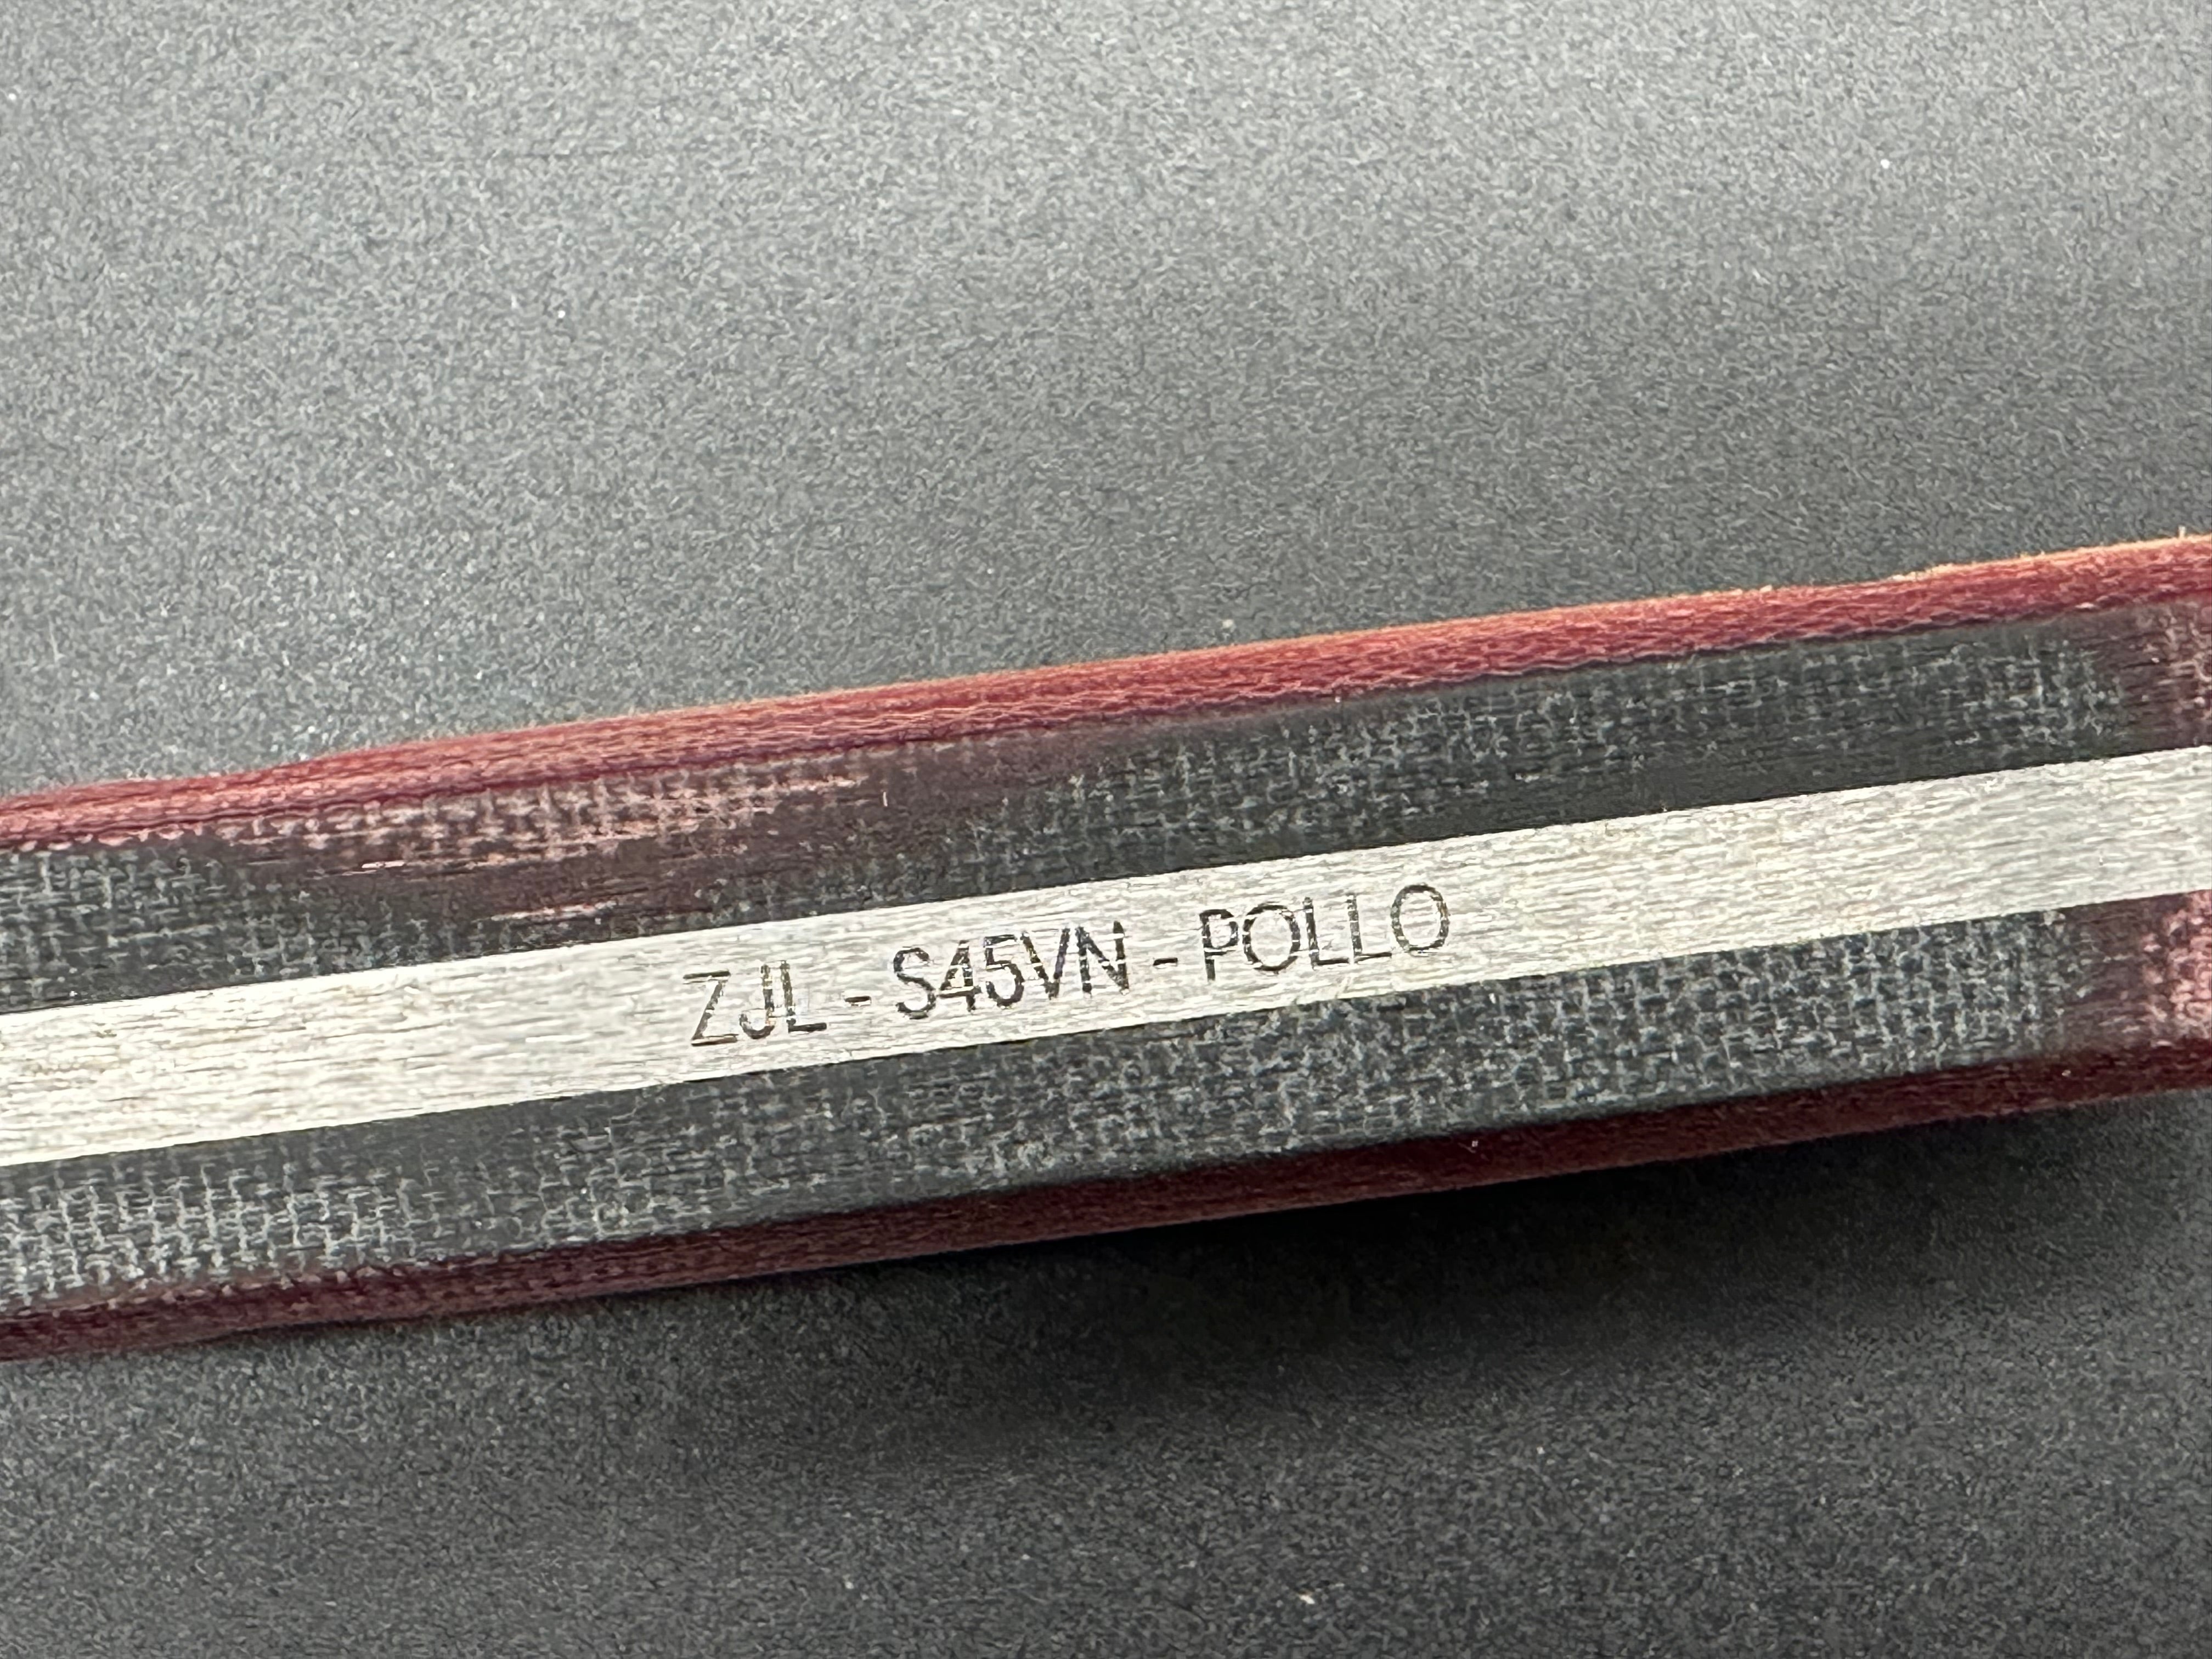 ZJL - S45VN - POLLO